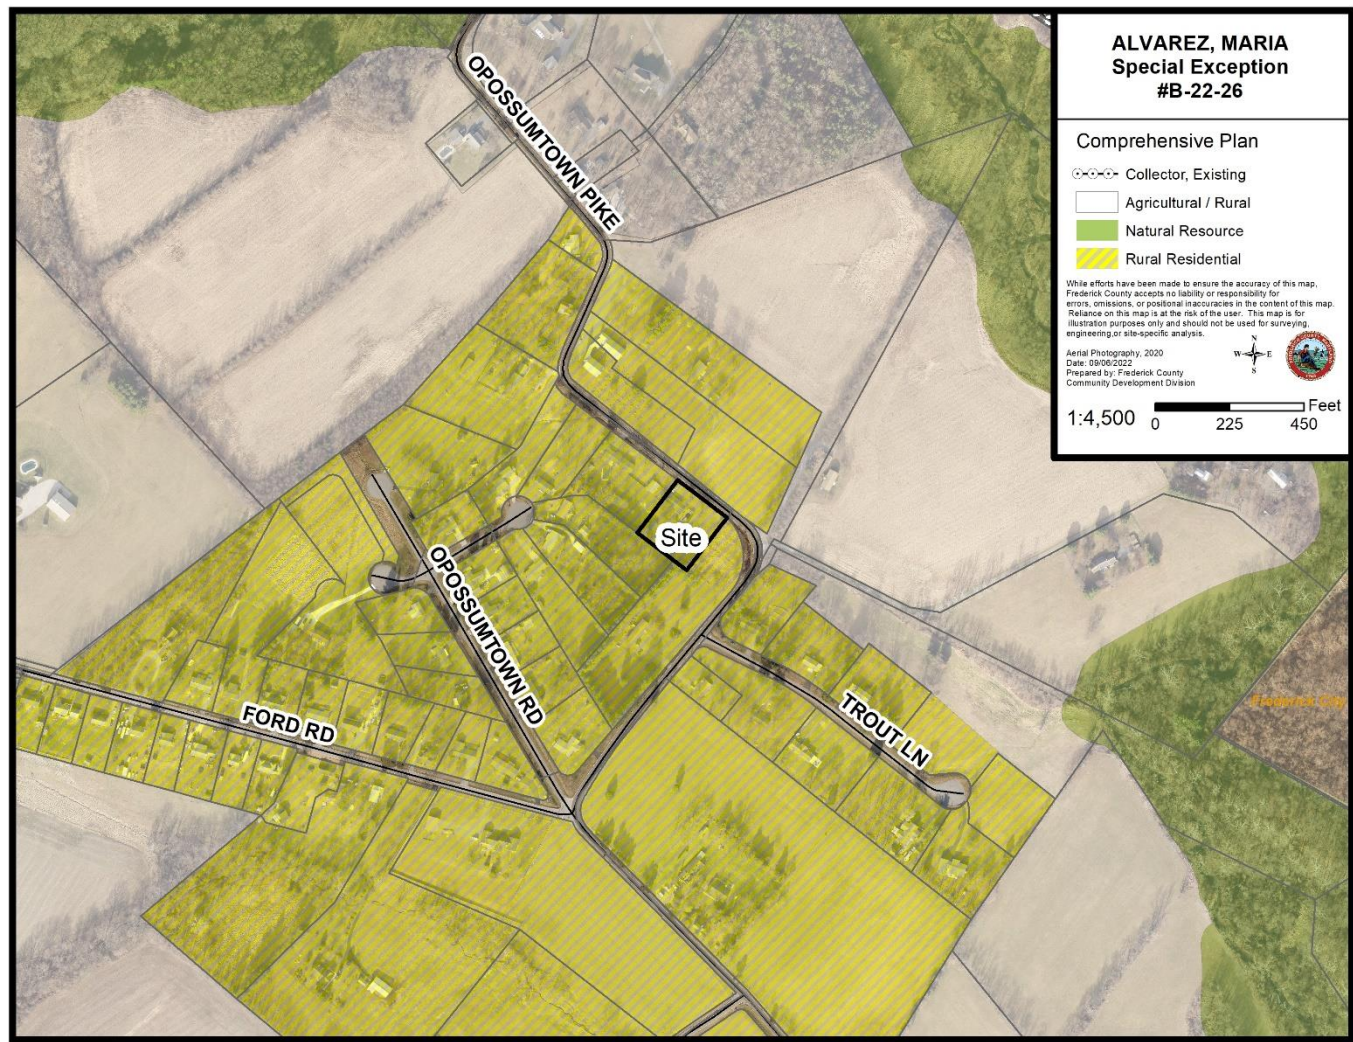 ALVAREZ, MARIA
Special Exception
#B-22-26
Comprehensive Plan
Collector, Existing
Agricultural / Rural
Natural Resource
Rural Residential
While efforts have been made to ensure the accuracy of this map,
Frederick County accepts no liability or responsibility for
errors, omissions, or positional inaccuracies in the content of this map.
Reliance on this map is at the risk of the user. This map is for
illustration purposes only and should not be used for surveying,
engineering,or site-specific analysis.
Aerial Photography, 2020
Date: 09/06/2022
Prepared by: Frederick County
Community Development Division
N
W E
S
1:4,500
Feet
0 225 450
OPOSSUMTOWN PIKE
Site
OPOSSUMTOWN RD
FORD RD
TROUT LN
Frederick City